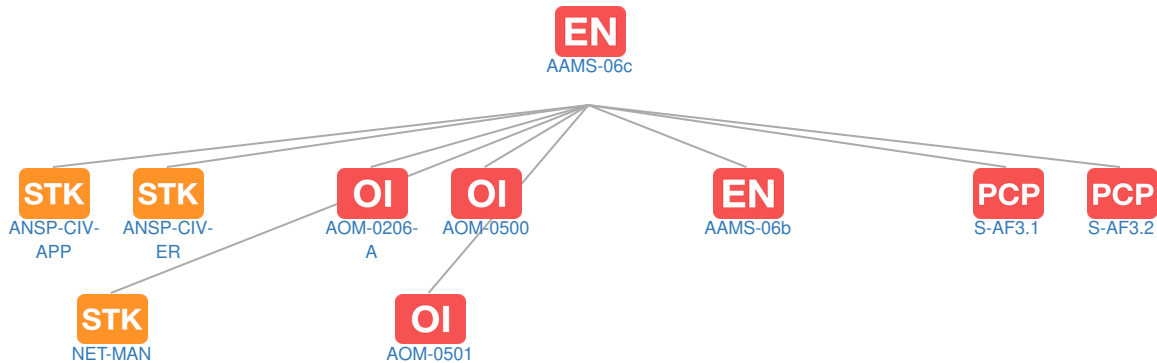 EN
AAMS-06c
STK
ANSP-CIV-
APP
STK
ANSP-CIV-
ER
OI
AOM-0206-
A
OI
AOM-0500
EN
AAMS-06b
PCP
S-AF3.1
PCP
S-AF3.2
STK
NET-MAN
OI
AOM-0501